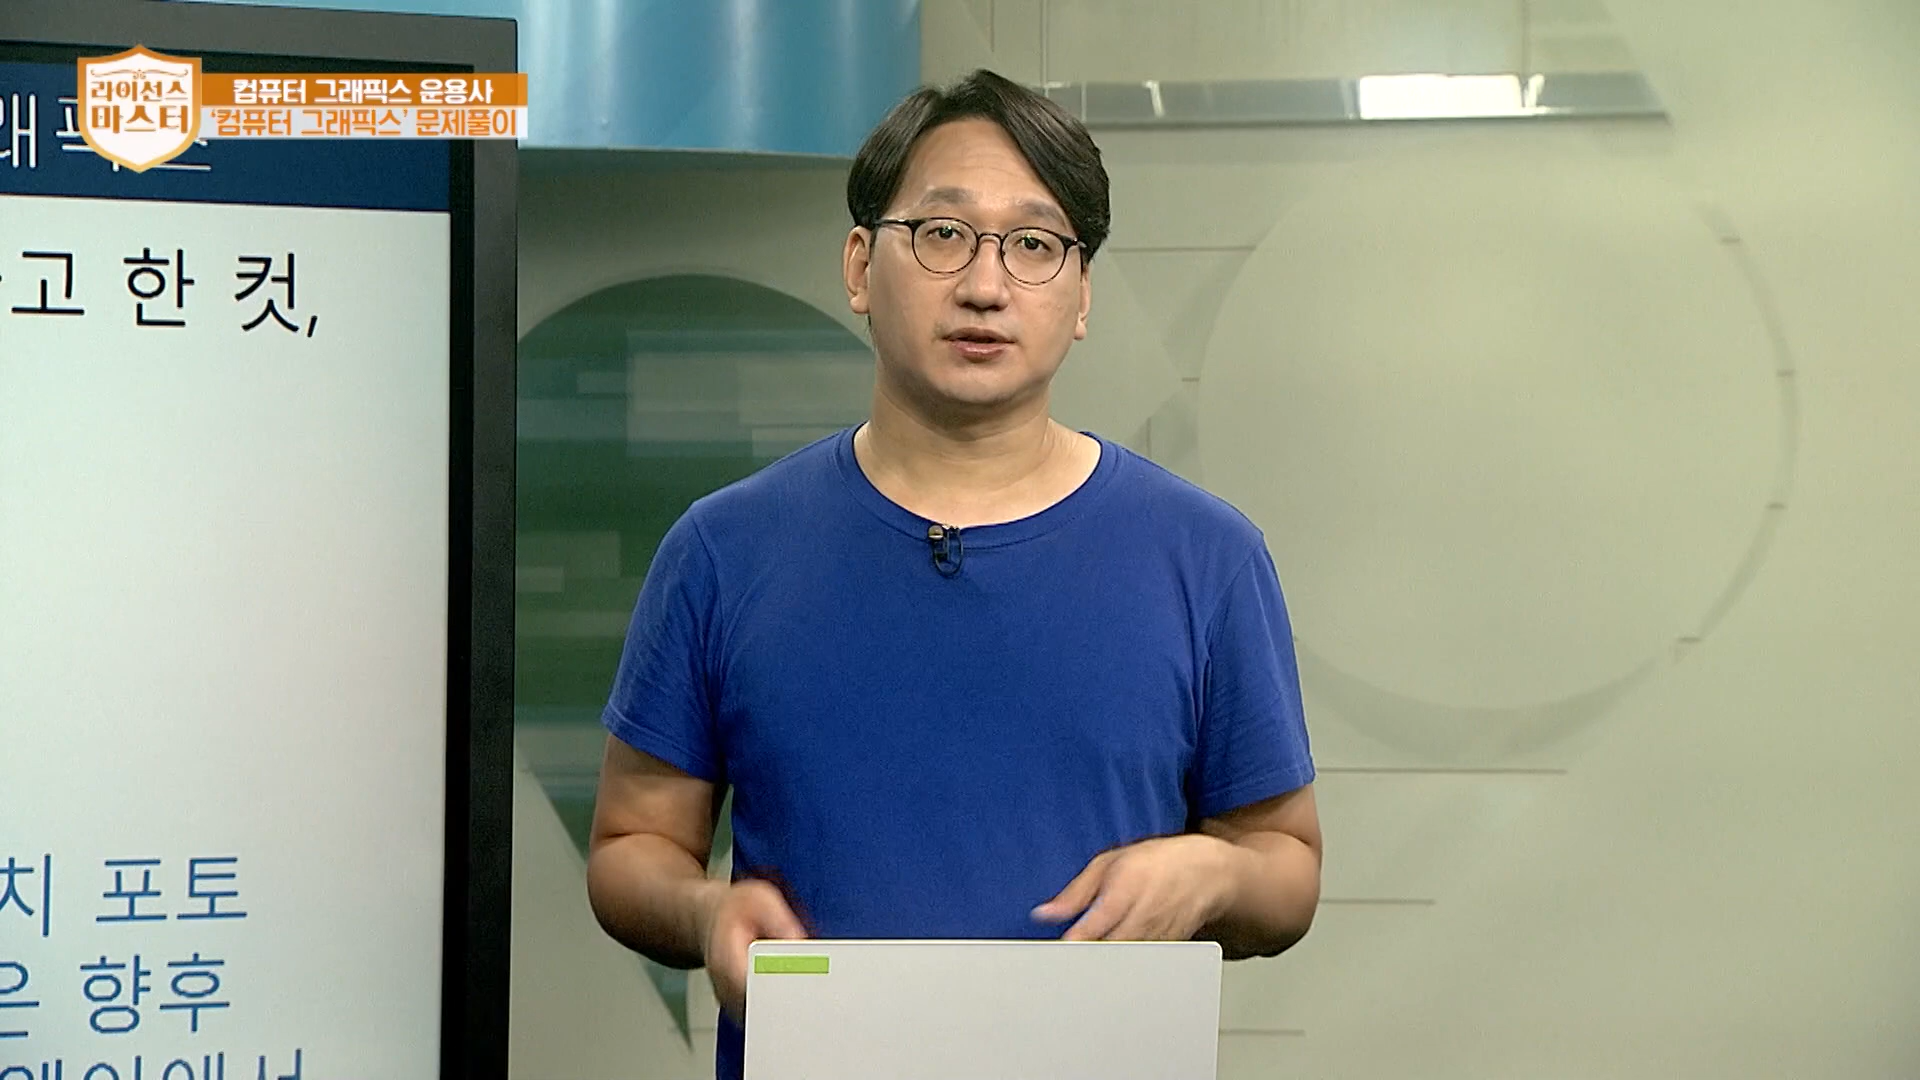 라이선스
마스터
컴퓨터 그래픽스 운용사
‘컴퓨터 그래픽스’ 문제풀이
고 한 컷,
치 포토
은 향후